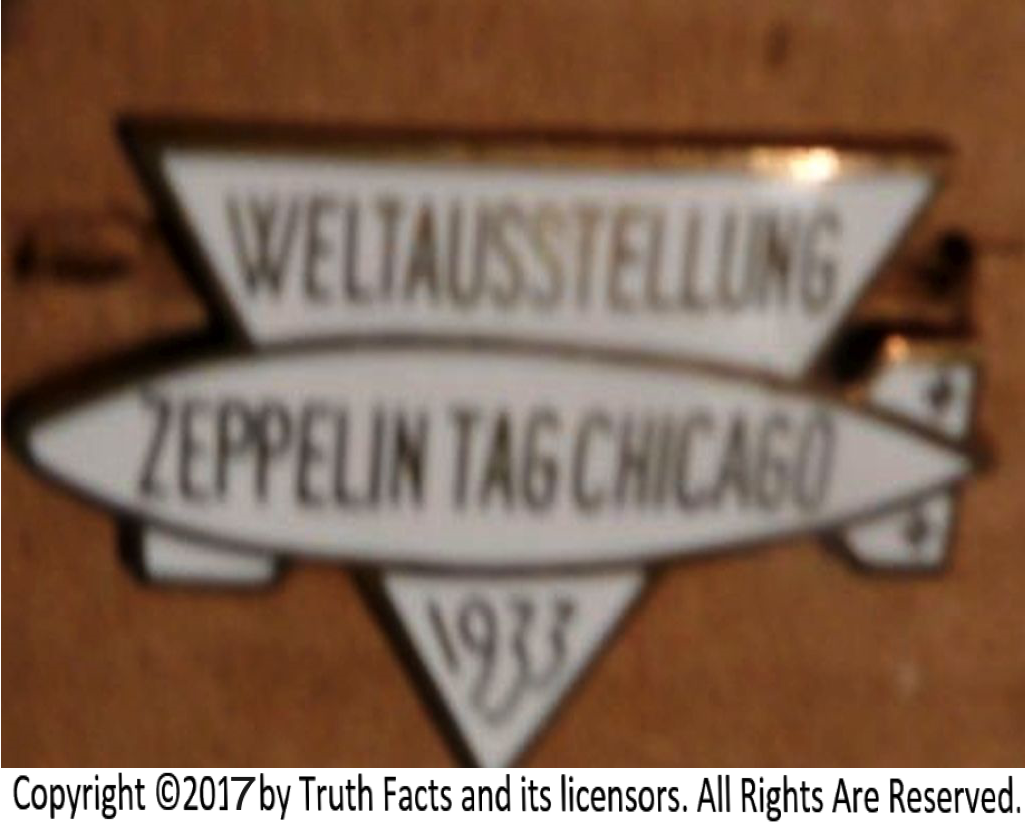 WELTAUSSTELLUNG
ZEPPELIN TAG CHICAGO
1933
Copyright ©2017 by Truth Facts and its licensors. All Rights Are Reserved.